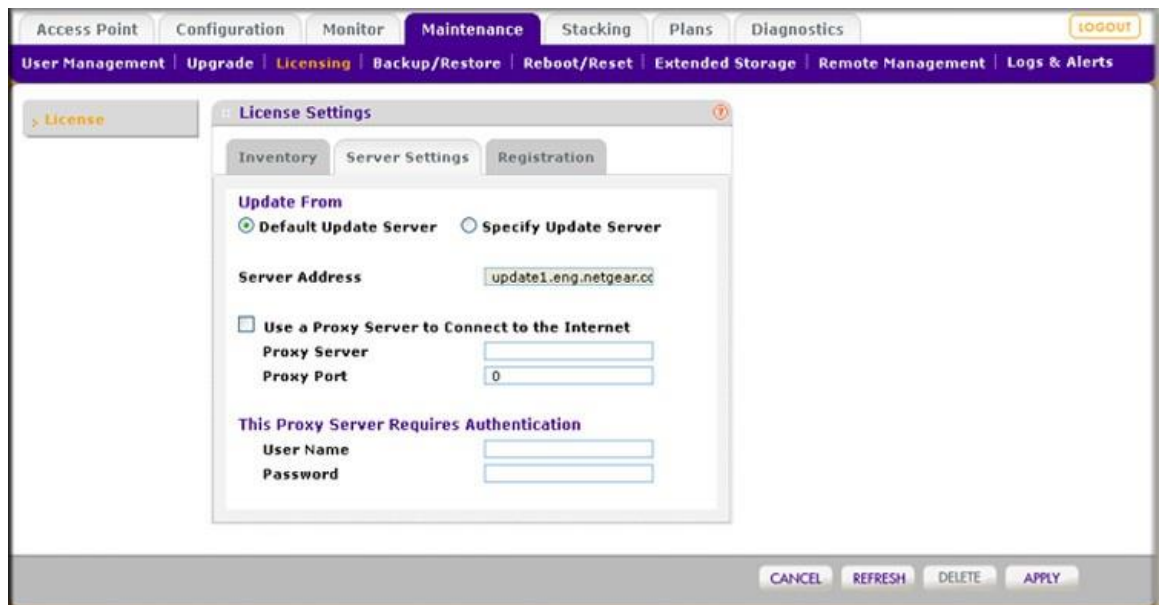 Access Point Configuration Monitor Maintenance Stacking Plans Diagnostics LOGOUT
User Management | Upgrade | Licensing | Backup/Restore | Reboot/Reset | Extended Storage | Remote Management | Logs & Alerts
> License
:: License Settings ?
Inventory Server Settings Registration
Update From
Default Update Server Specify Update Server
Server Address update1.eng.netgear.co
Use a Proxy Server to Connect to the Internet
Proxy Server
Proxy Port 0
This Proxy Server Requires Authentication
User Name
Password
CANCEL REFRESH DELETE APPLY